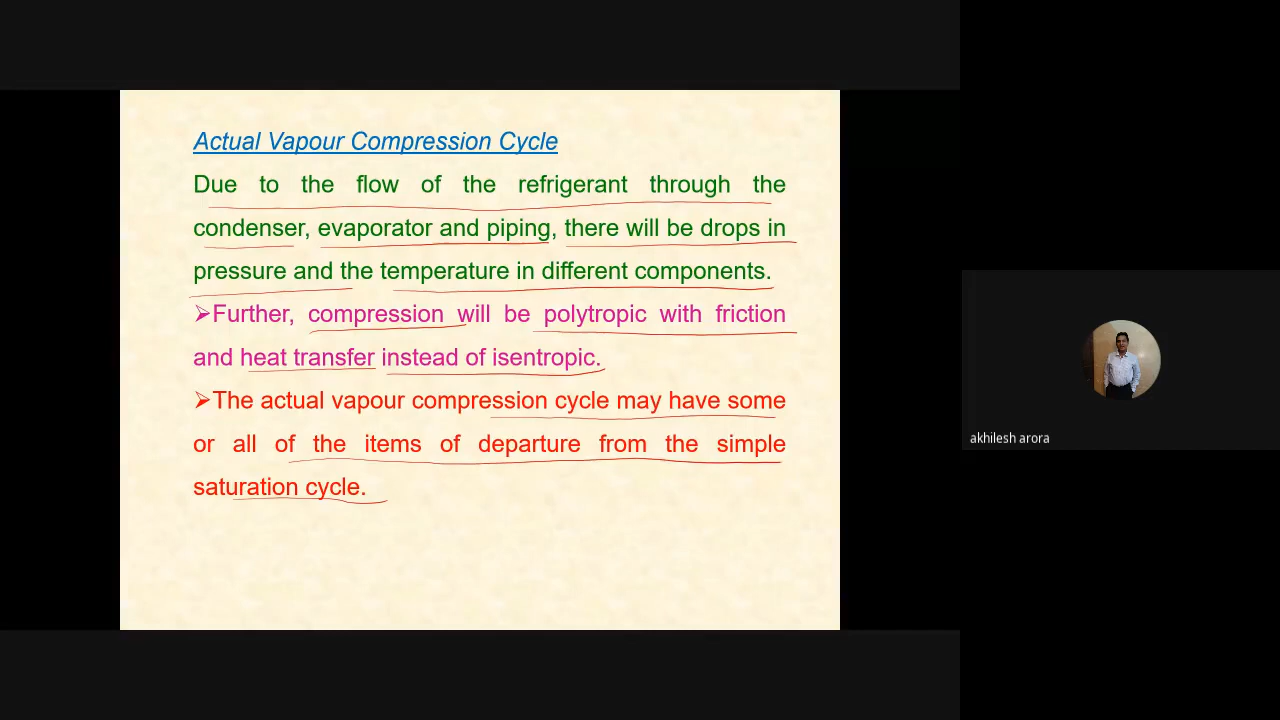 Actual Vapour Compression Cycle
Due to the flow of the refrigerant through the
condenser, evaporator and piping, there will be drops in
pressure and the temperature in different components.
➢Further, compression will be polytropic with friction
and heat transfer instead of isentropic.
➢The actual vapour compression cycle may have some
or all of the items of departure from the simple
saturation cycle.
akhilesh arora